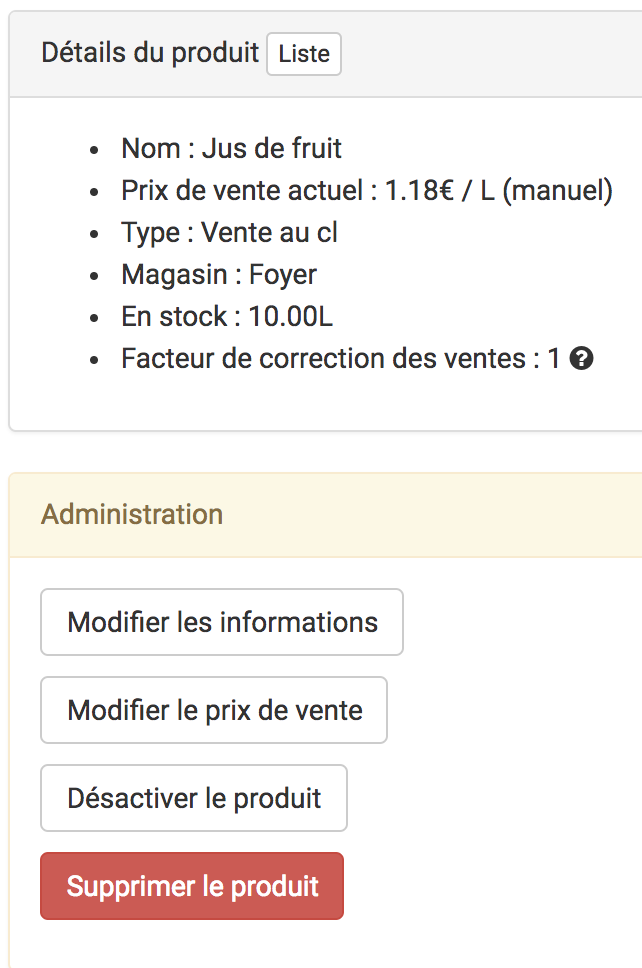 Détails du produit Liste
Nom : Jus de fruit
Prix de vente actuel : 1.18€ / L (manuel)
Type : Vente au cl
Magasin : Foyer
En stock : 10.00L
Facteur de correction des ventes : 1 ?
Administration
Modifier les informations
Modifier le prix de vente
Désactiver le produit
Supprimer le produit